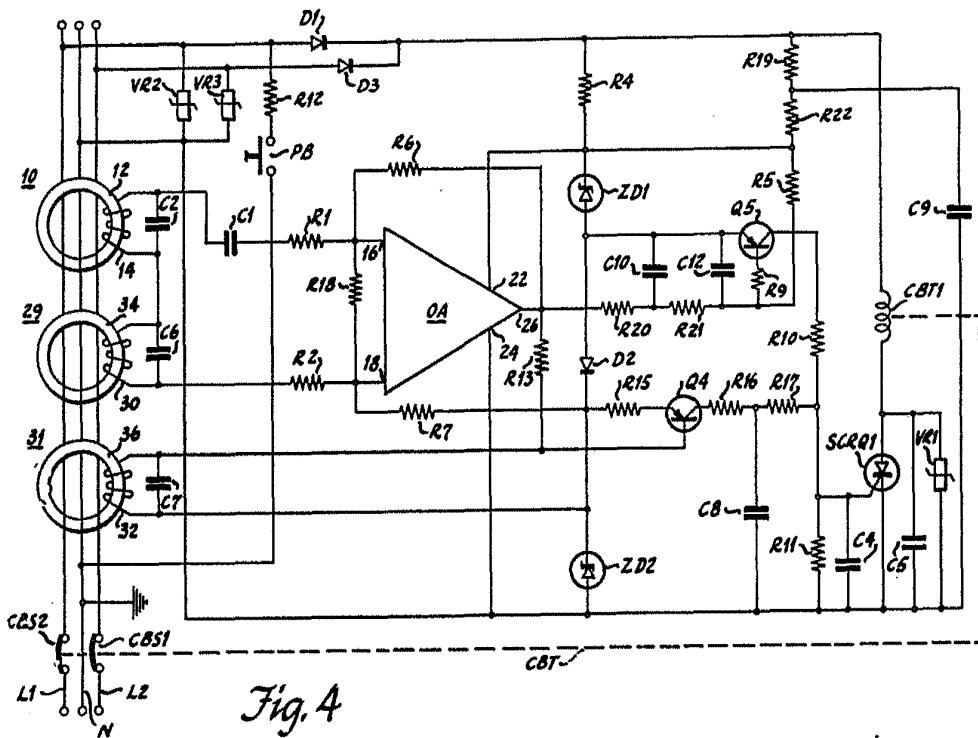 D1
VR2
VR3
D3
R12
R4
R19
R22
PB
R6
10
12
C2
14
C1
R1
16
ZD1
R5
Q5
C9
R18
22
OA
26
24
C10
C12
R9
CBT1
29
34
C6
30
R2
18
R13
R20
R21
D2
R10
R7
R15
Q4
R16
R17
31
36
C7
32
SCRQ1
VR1
C8
R11
C4
C5
ZD2
CBS2
CBS1
CBT
L1
N
L2
Fig. 4